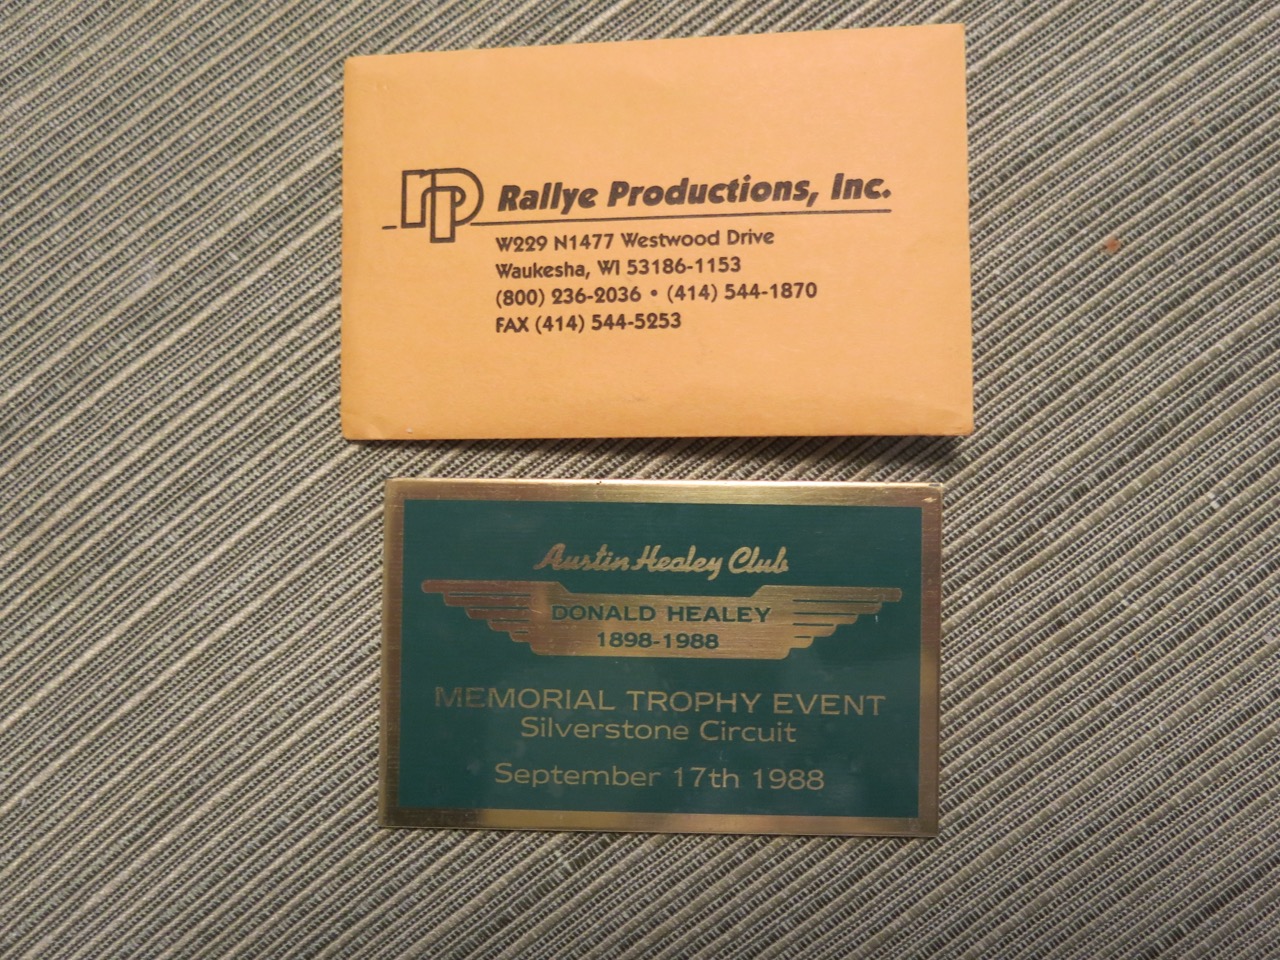 rp Rallye Productions, Inc.
W229 N1477 Westwood Drive
Waukesha, WI 53186-1153
(800) 236-2036 • (414) 544-1870
FAX (414) 544-5253
Austin Healey Club
DONALD HEALEY
1898-1988
MEMORIAL TROPHY EVENT
Silverstone Circuit
September 17th 1988